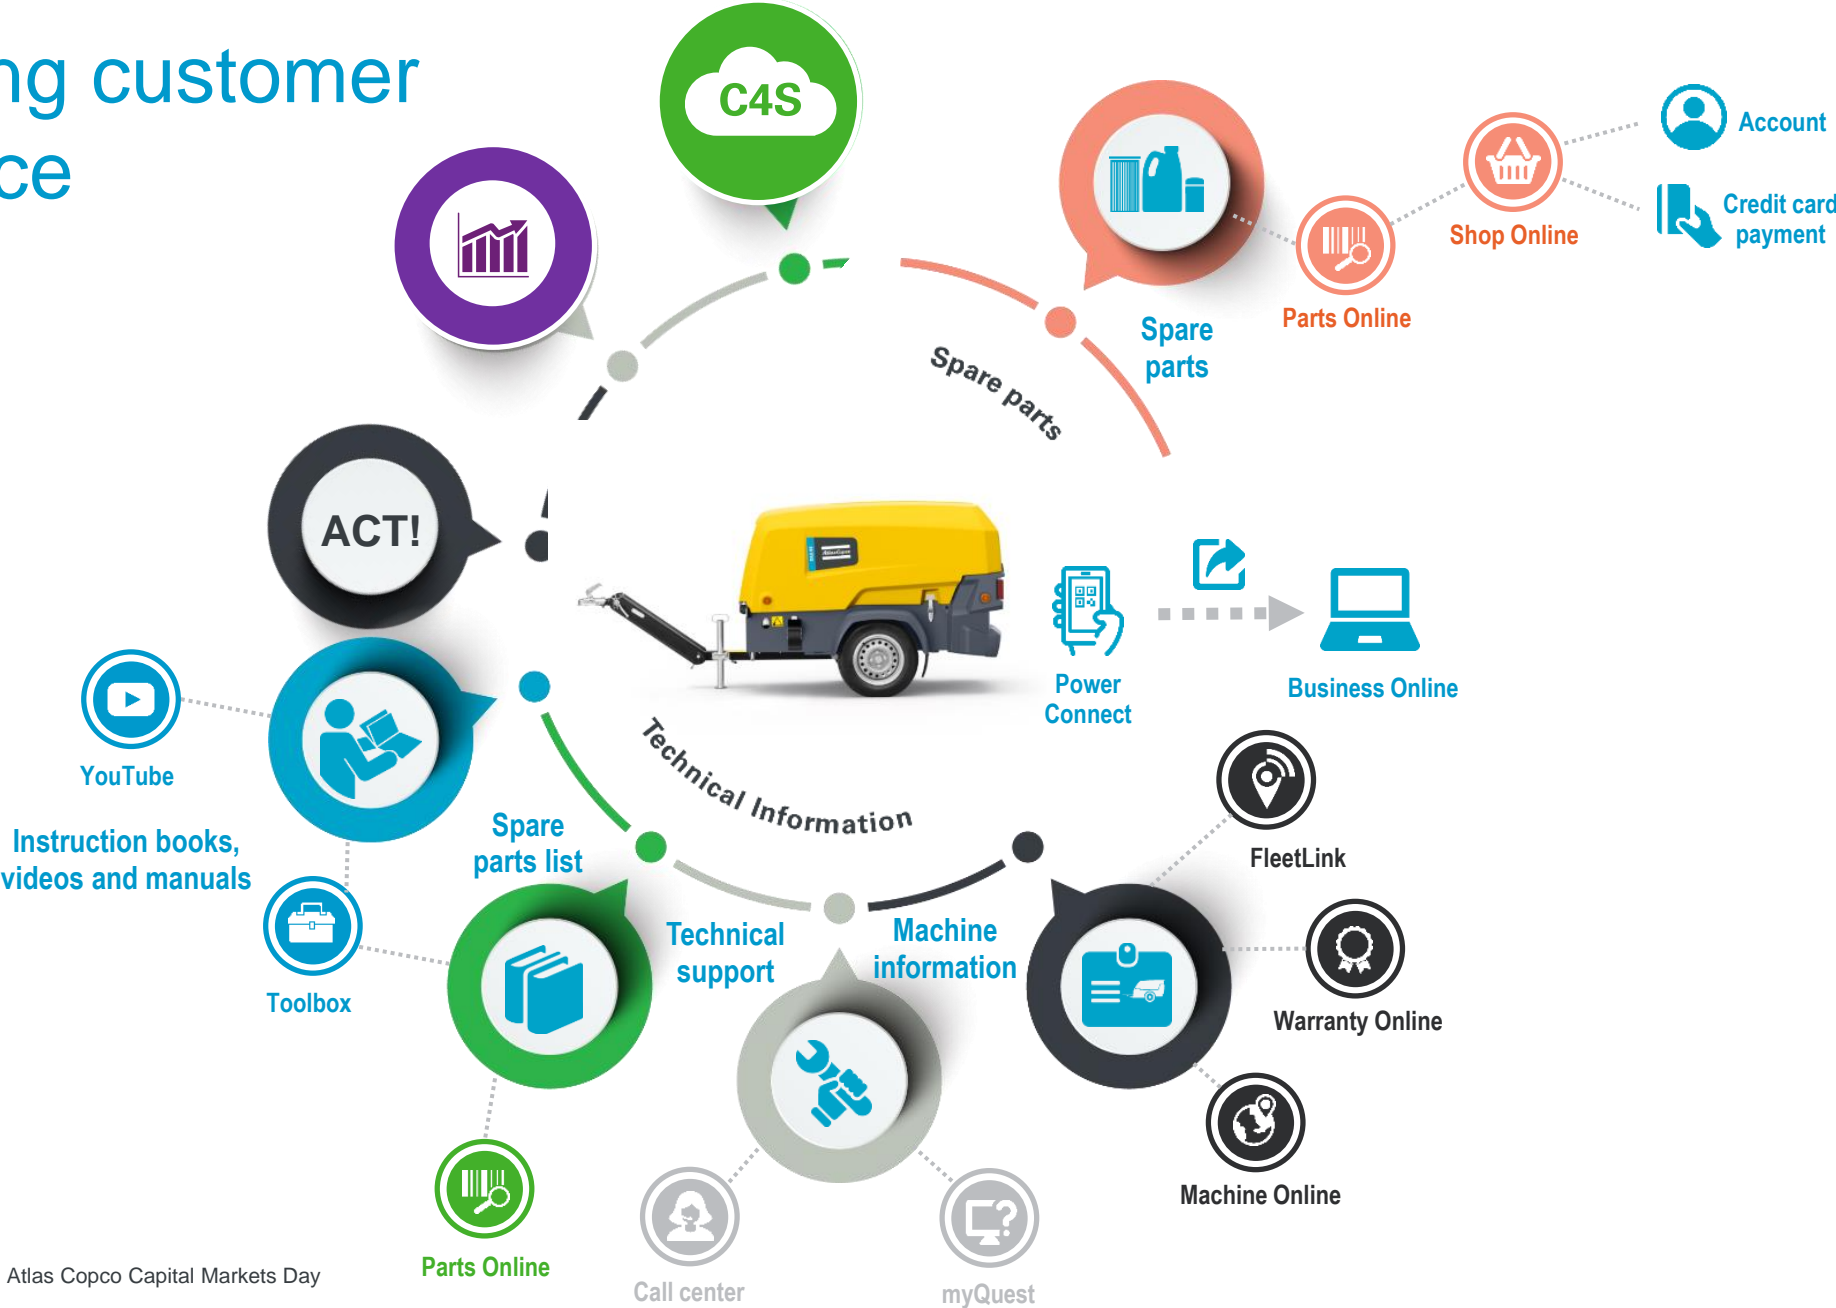 ng customer
ce
C4S
Account
Credit card
payment
Shop Online
Parts Online
Spare
parts
Spare parts
ACT!
Power
Connect
Business Online
YouTube
Instruction books,
videos and manuals
Toolbox
Spare
parts list
Technical Information
Technical
support
Machine
information
FleetLink
Warranty Online
Machine Online
Parts Online
Call center
myQuest
Atlas Copco Capital Markets Day